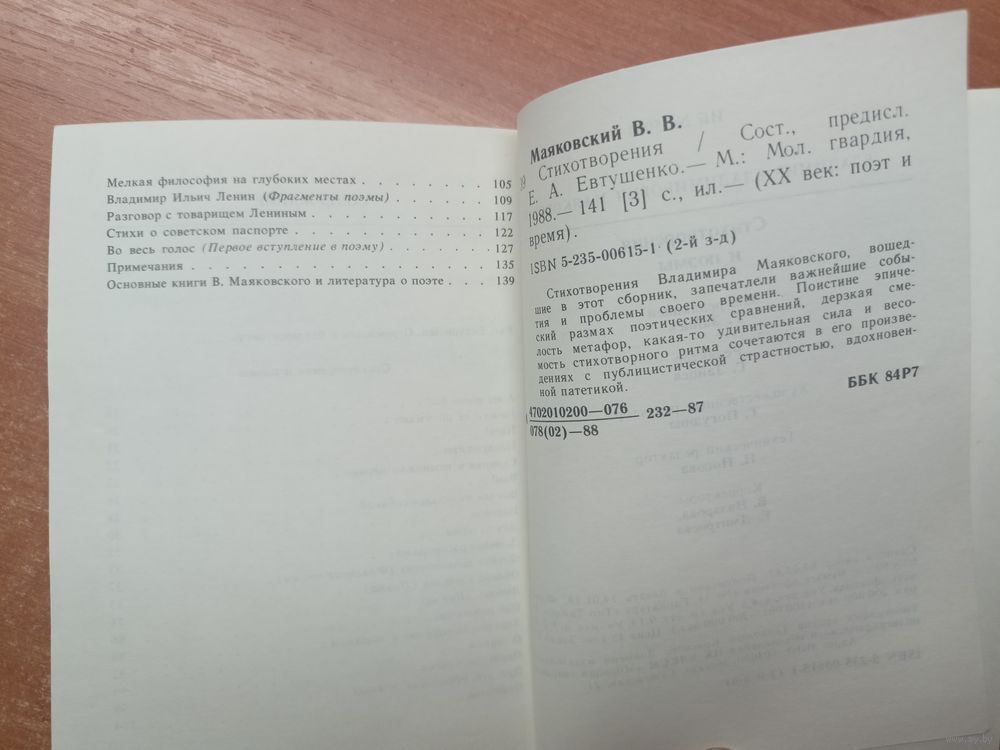 Мелкая философия на глубоких местах . . . . . . . . 105
Владимир Ильич Ленин (Фрагменты поэмы) . . . . . . 109
Разговор с товарищем Лениным . . . . . . . . . . . 117
Стихи о советском паспорте . . . . . . . . . . . . 122
Во весь голос (Первое вступление в поэму) . . . . . . 127
Примечания . . . . . . . . . . . . . . . . . . 135
Основные книги В. Маяковского и литература о поэте . . . 139
Маяковский В. В.
Стихотворения / Сост., предисл.
Е. А. Евтушенко.— М.: Мол. гвардия,
1988.— 141 [3] с., ил.— (XX век: поэт и
время).
ISBN 5-235-00615-1 (2-й з-д)
Стихотворения Владимира Маяковского, вошед-
шие в этот сборник, запечатлели важнейшие собы-
тия и проблемы своего времени. Поистине эпиче-
ский размах поэтических сравнений, дерзкая сме-
лость метафор, какая-то удивительная сила и весо-
мость стихотворного ритма сочетаются в его произве-
дениях с публицистической страстностью, вдохновен-
ной патетикой.
4702010200—076
078(02)—88
232—87
ББК 84Р7